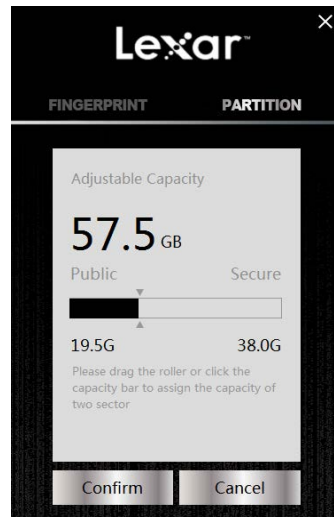 Lexar™
FINGERPRINT PARTITION
Adjustable Capacity
57.5 GB
Public Secure
19.5G 38.0G
Please drag the roller or click the
capacity bar to assign the capacity of
two sector
Confirm Cancel